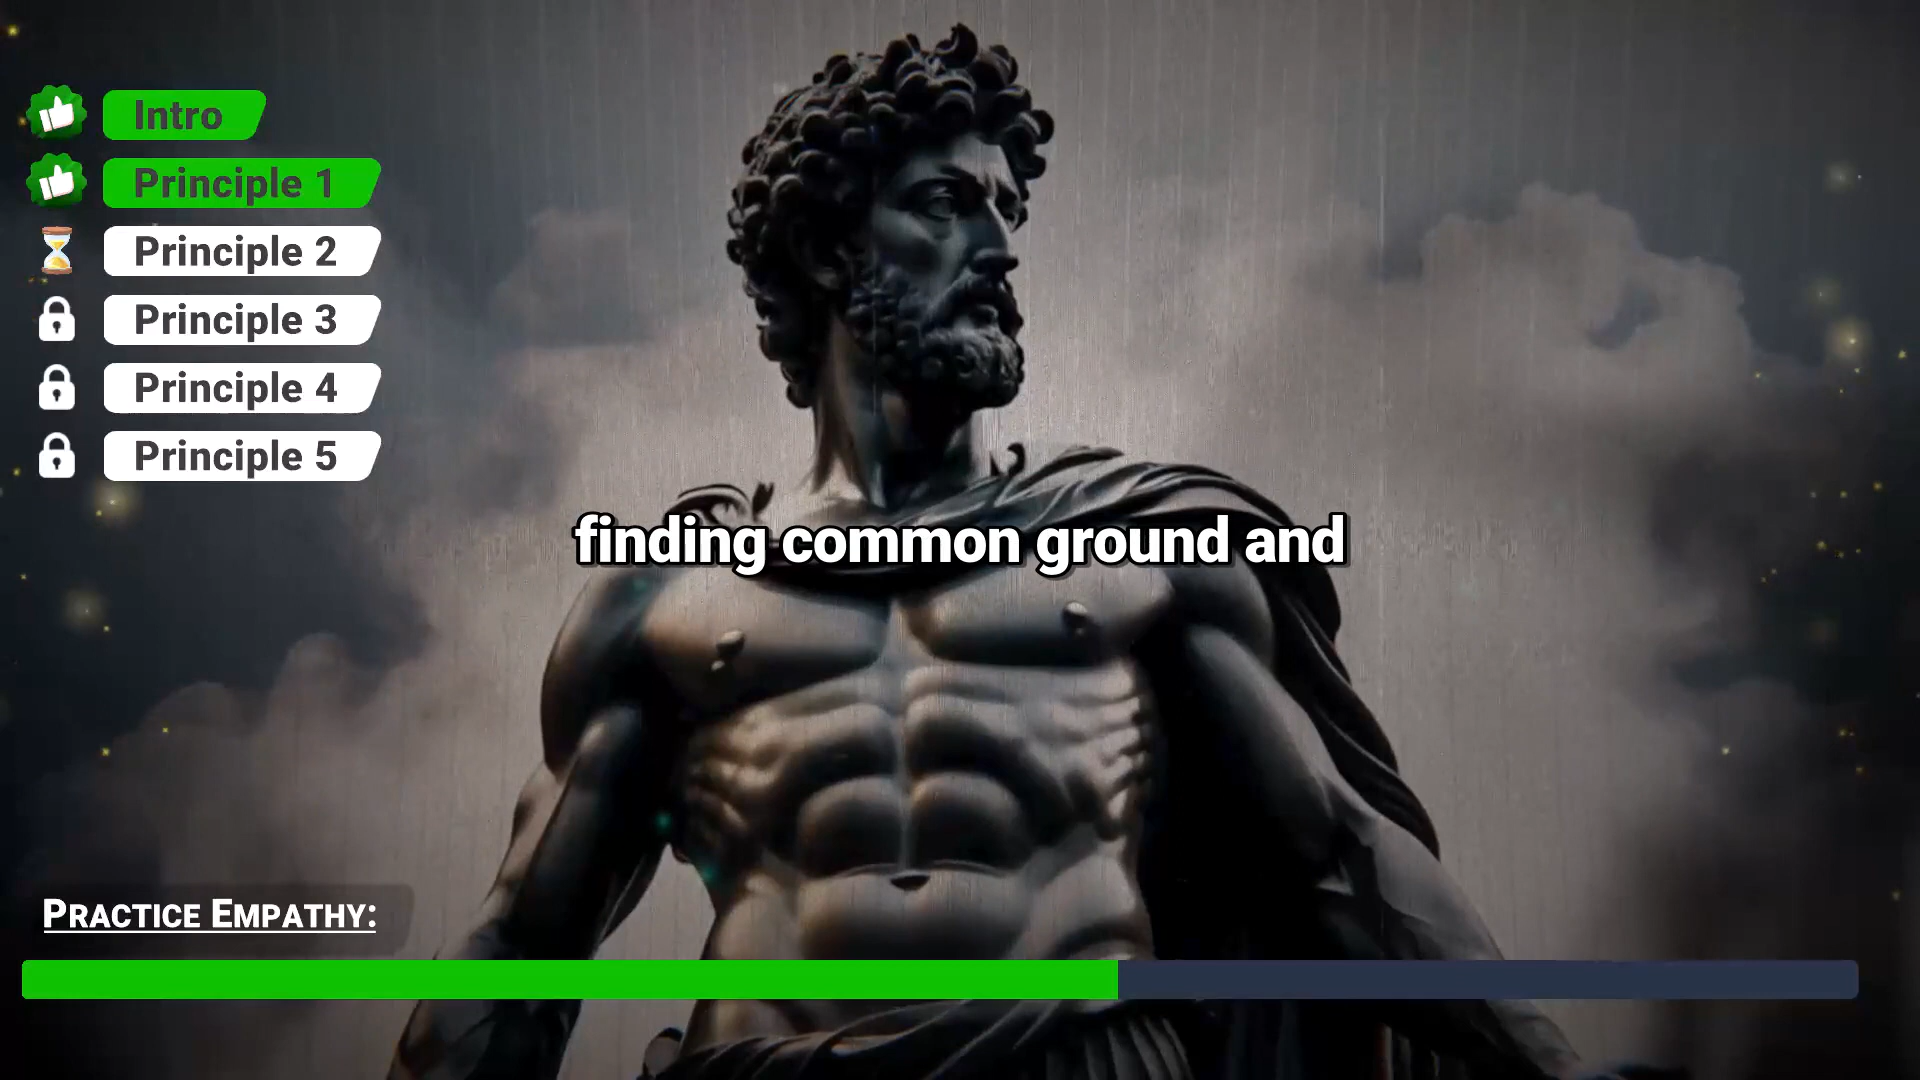 Intro
Principle 1
Principle 2
Principle 3
Principle 4
Principle 5
finding common ground and
PRACTICE EMPATHY: